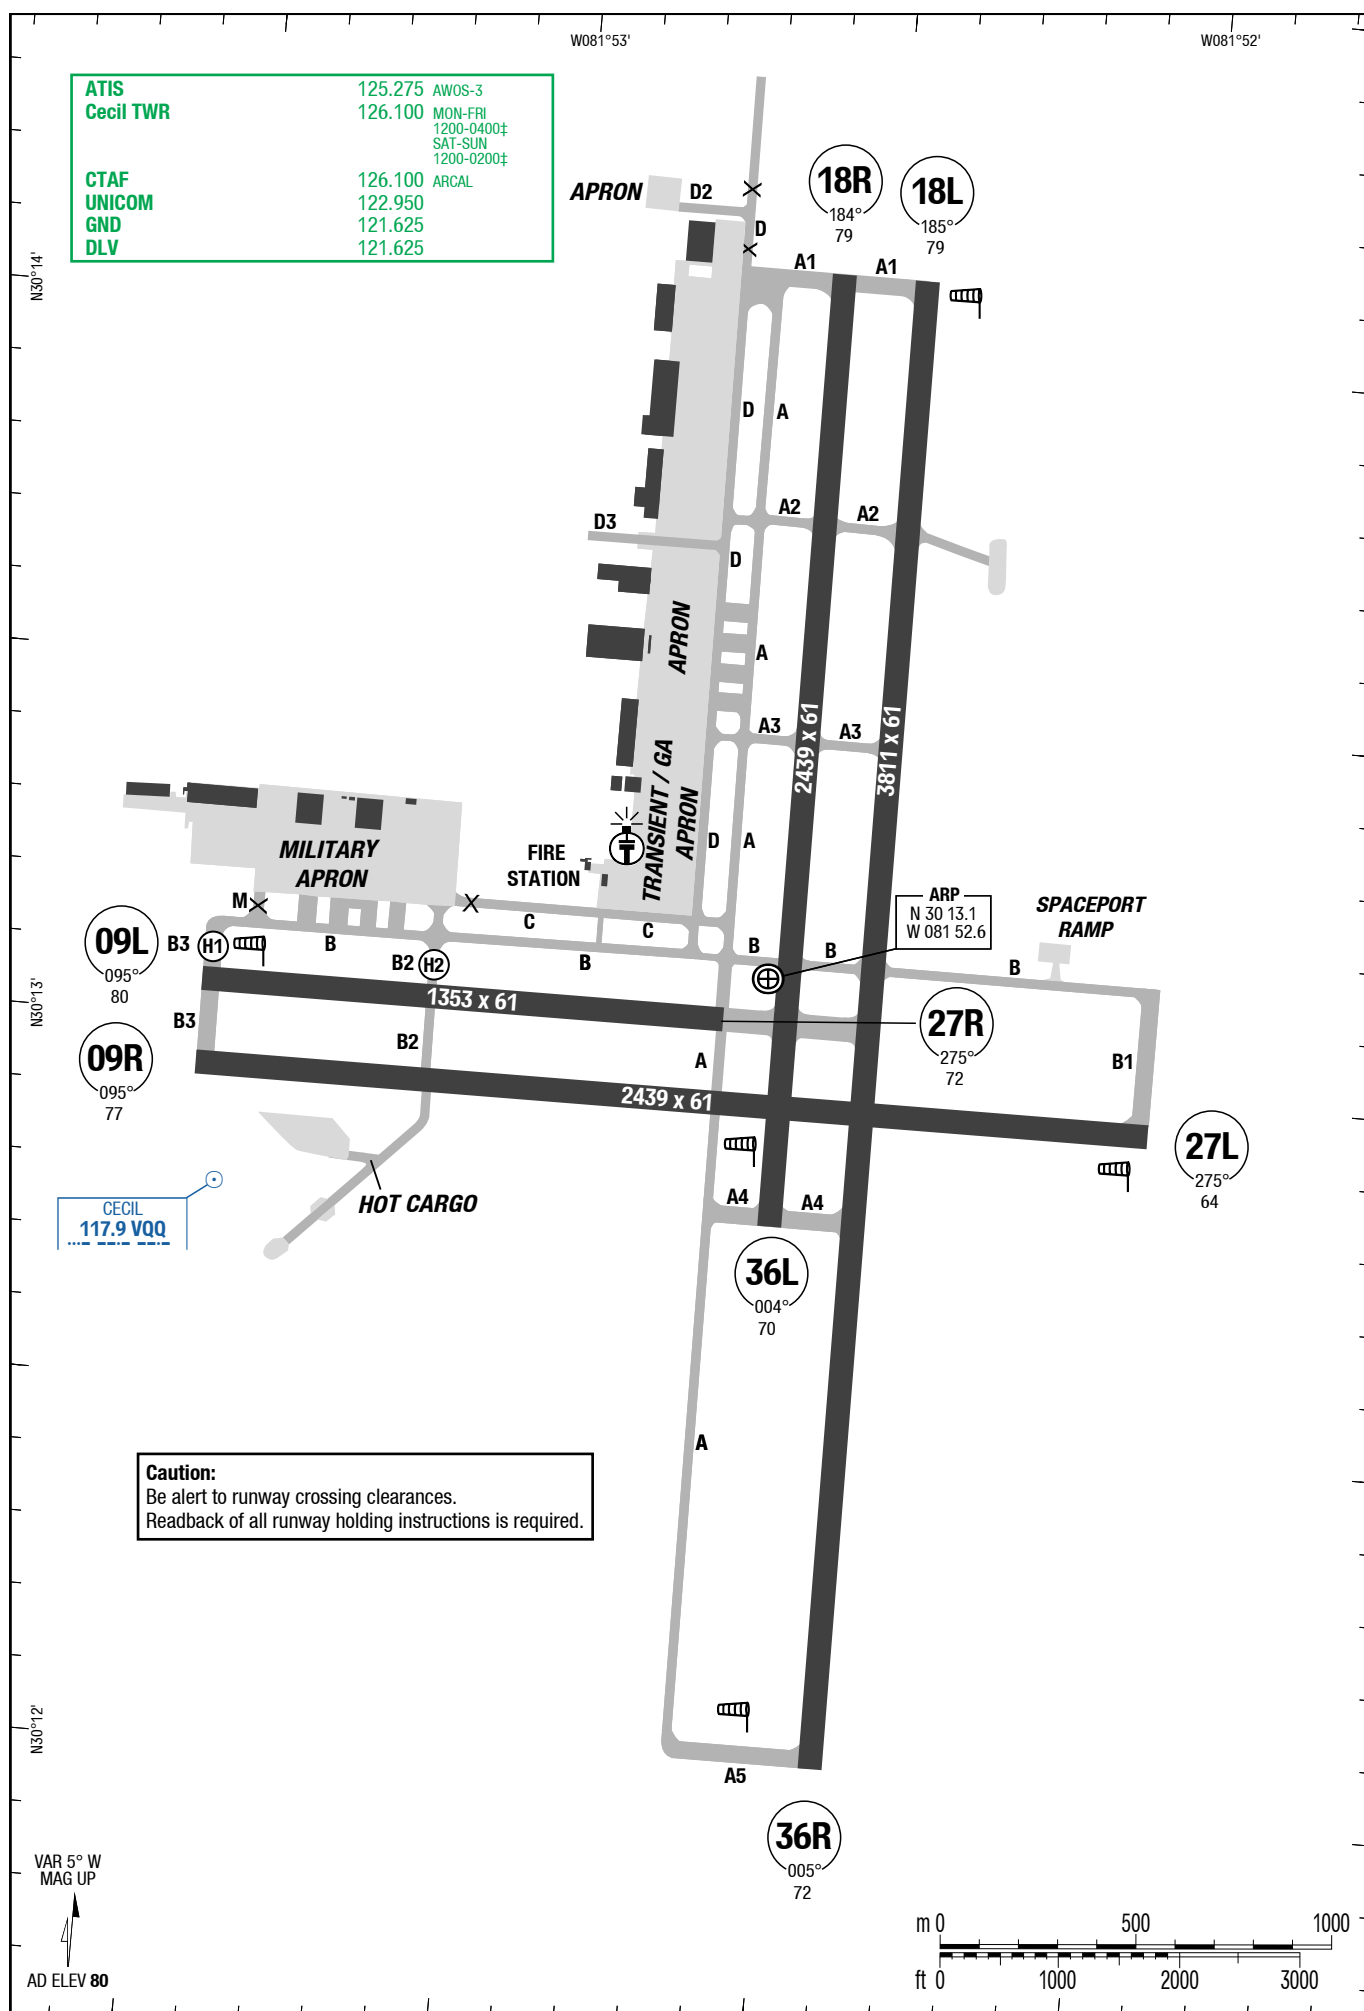 W081°53'
W081°52'
ATIS 125.275 AWOS-3
Cecil TWR 126.100 MON-FRI
1200-0400‡
SAT-SUN
1200-0200‡
CTAF 126.100 ARCAL
UNICOM 122.950
GND 121.625
DLV 121.625
APRON
D2
D
18R
184°
79
18L
185°
79
N30°14'
A1
A1
D
A
A2
A2
D3
D
APRON
A
A3
A3
2439 x 61
3811 x 61
TRANSIENT / GA
APRON
D
A
MILITARY
APRON
FIRE
STATION
M
C
C
ARP
N 30 13.1
W 081 52.6
SPACEPORT
RAMP
09L
095°
80
B3
H1
B
B2
H2
B
B
B
B
N30°13'
1353 x 61
27R
275°
72
B3
B2
A
B1
09R
095°
77
2439 x 61
27L
275°
64
CECIL
117.9 VQQ
HOT CARGO
A4
A4
36L
004°
70
A
Caution:
Be alert to runway crossing clearances.
Readback of all runway holding instructions is required.
N30°12'
A5
36R
005°
72
VAR 5° W
MAG UP
AD ELEV 80
m 0 500 1000
ft 0 1000 2000 3000